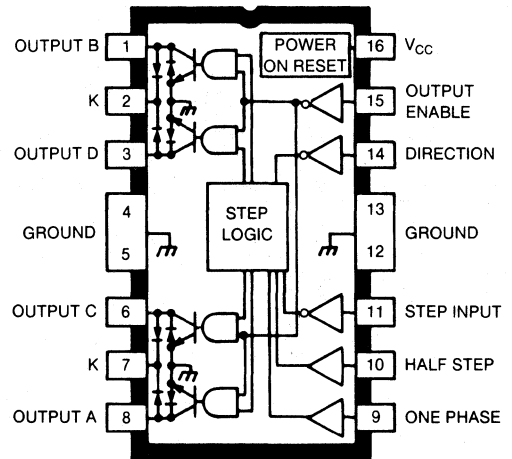 OUTPUT B 1
POWER ON RESET
16 VCC
K 2
15 OUTPUT ENABLE
OUTPUT D 3
14 DIRECTION
GROUND 4 5
STEP LOGIC
13 12 GROUND
OUTPUT C 6
11 STEP INPUT
K 7
10 HALF STEP
OUTPUT A 8
9 ONE PHASE